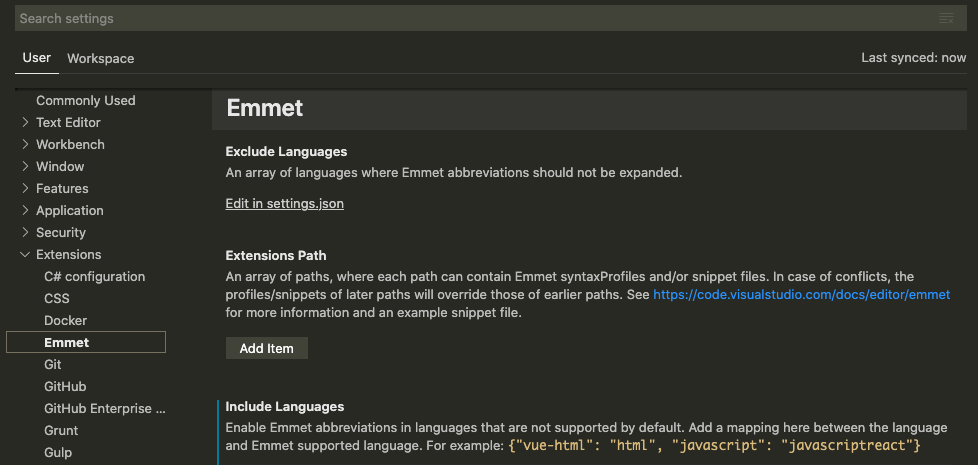 Search settings
User
Workspace
Last synced: now
Commonly Used
Text Editor
Workbench
Window
Features
Application
Security
Extensions
C# configuration
CSS
Docker
Emmet
Git
GitHub
GitHub Enterprise ...
Grunt
Gulp
Emmet
Exclude Languages
An array of languages where Emmet abbreviations should not be expanded.
Edit in settings.json
Extensions Path
An array of paths, where each path can contain Emmet syntaxProfiles and/or snippet files. In case of conflicts, the
profiles/snippets of later paths will override those of earlier paths. See https://code.visualstudio.com/docs/editor/emmet
for more information and an example snippet file.
Add Item
Include Languages
Enable Emmet abbreviations in languages that are not supported by default. Add a mapping here between the language
and Emmet supported language. For example: {"vue-html": "html", "javascript": "javascriptreact"}